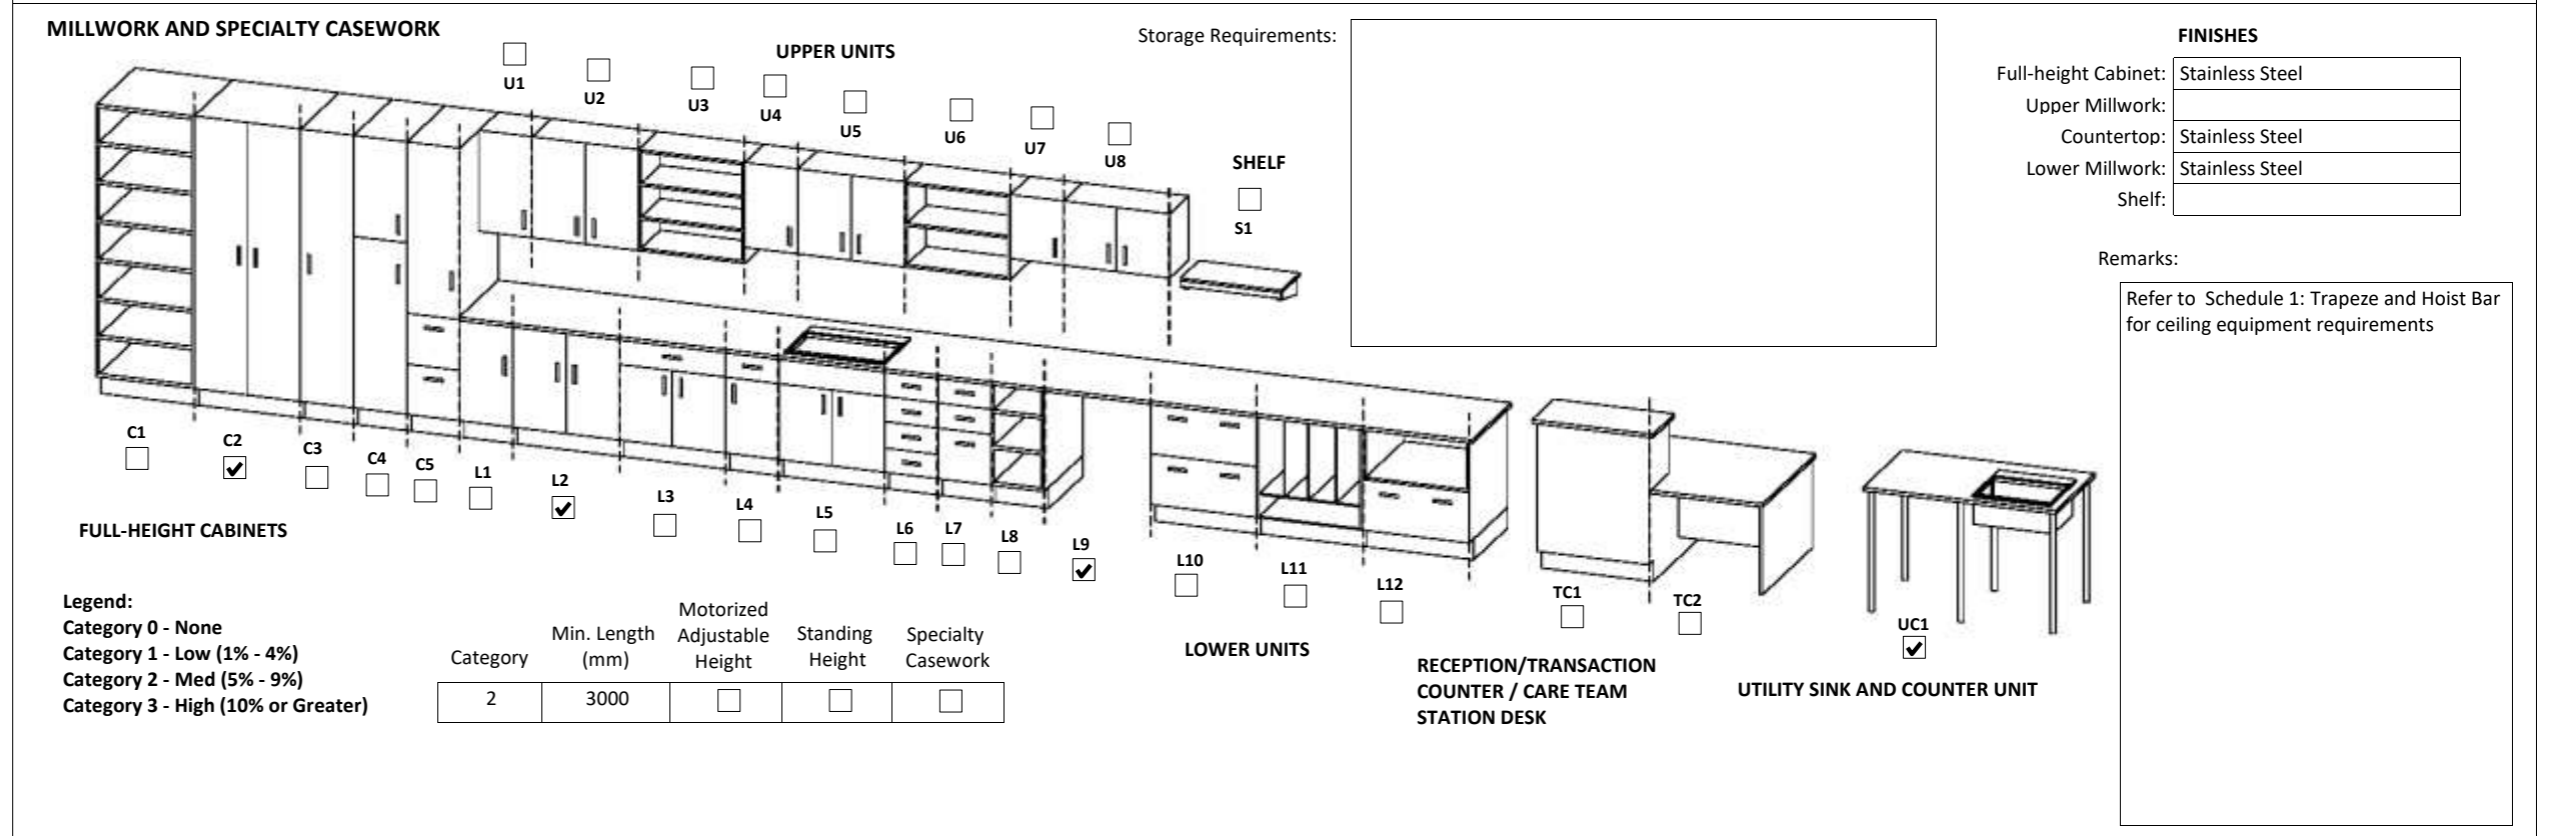 MILLWORK AND SPECIALTY CASEWORK
UPPER UNITS
U1
U2
U3
U4
U5
U6
U7
U8
SHELF
S1
Storage Requirements:
FINISHES
Full-height Cabinet: Stainless Steel
Upper Millwork:
Countertop: Stainless Steel
Lower Millwork: Stainless Steel
Shelf:
Remarks:
Refer to Schedule 1: Trapeze and Hoist Bar
for ceiling equipment requirements
C1
C2
C3
C4
C5
L1
L2
L3
L4
L5
L6
L7
L8
L9
L10
L11
L12
TC1
TC2
UC1
FULL-HEIGHT CABINETS
LOWER UNITS
RECEPTION/TRANSACTION
COUNTER / CARE TEAM
STATION DESK
UTILITY SINK AND COUNTER UNIT
Legend:
Category 0 - None
Category 1 - Low (1% - 4%)
Category 2 - Med (5% - 9%)
Category 3 - High (10% or Greater)
Category
Min. Length
(mm)
Motorized
Adjustable
Height
Standing
Height
Specialty
Casework
2
3000